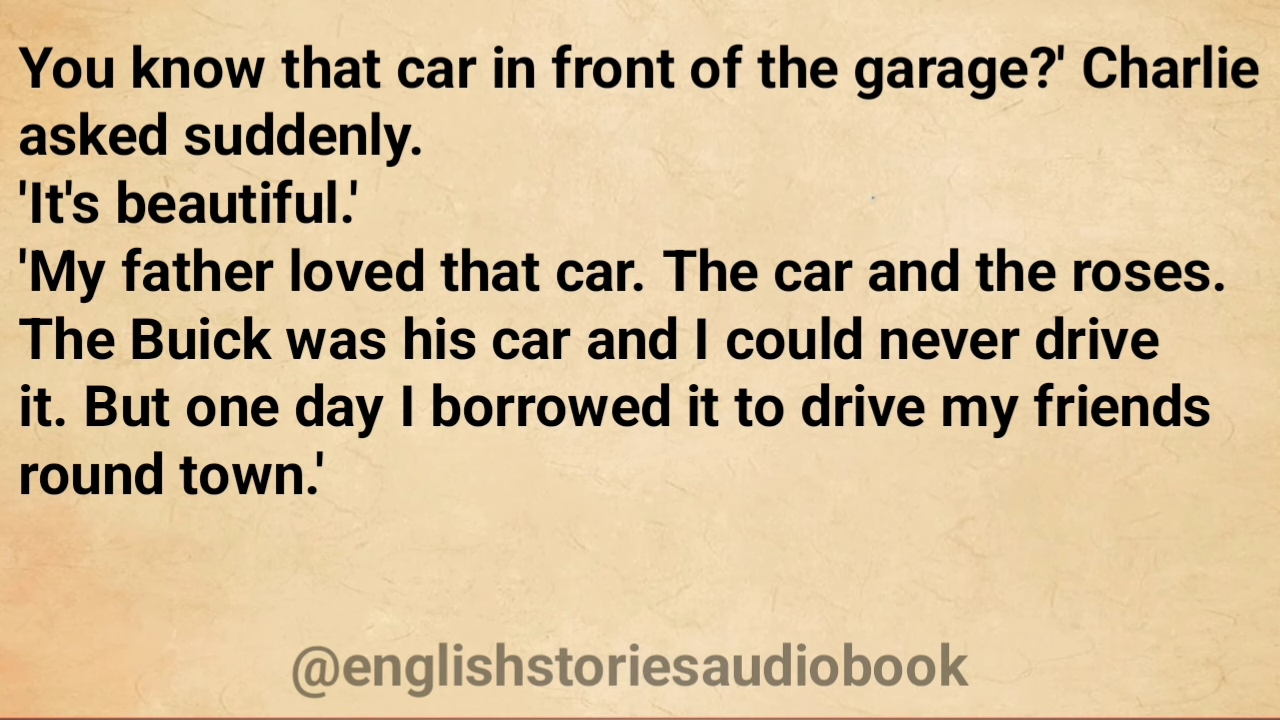 You know that car in front of the garage?' Charlie
asked suddenly.
'It's beautiful.'
'My father loved that car. The car and the roses.
The Buick was his car and I could never drive
it. But one day I borrowed it to drive my friends
round town.'
@englishstoriesaudiobook